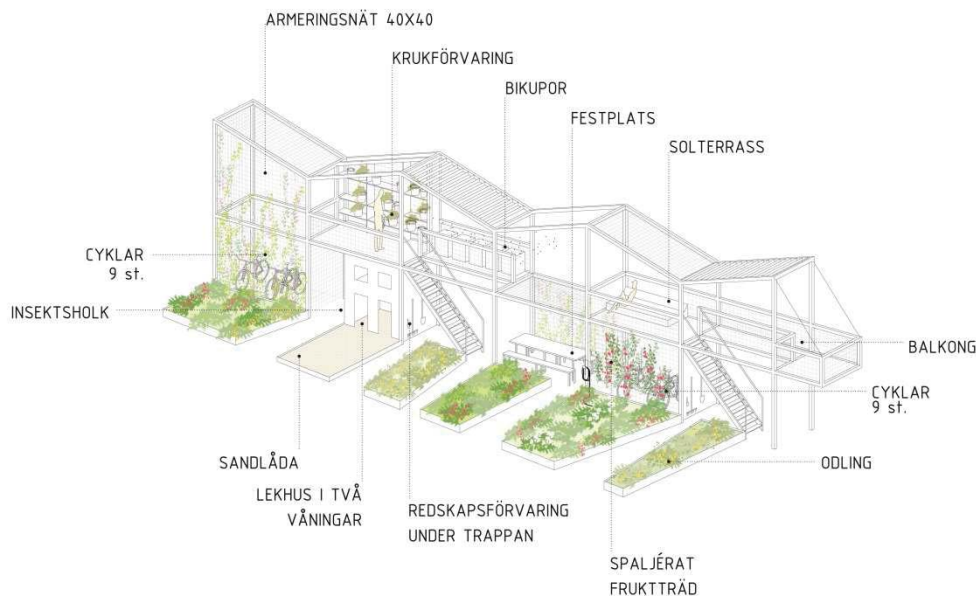 ARMERINGSNÄT 40X40
KRUKFÖRVARING
BIKUPOR
FESTPLATS
SOLTERRASS
CYKLAR
9 st.
INSEKTSHOLK
BALKONG
CYKLAR
9 st.
SANDLÅDA
ODLING
LEKHUS I TVÅ
VÅNINGAR
REDSKAPSFÖRVARING
UNDER TRAPPAN
SPALJÉRAT
FRUKTTRÄD